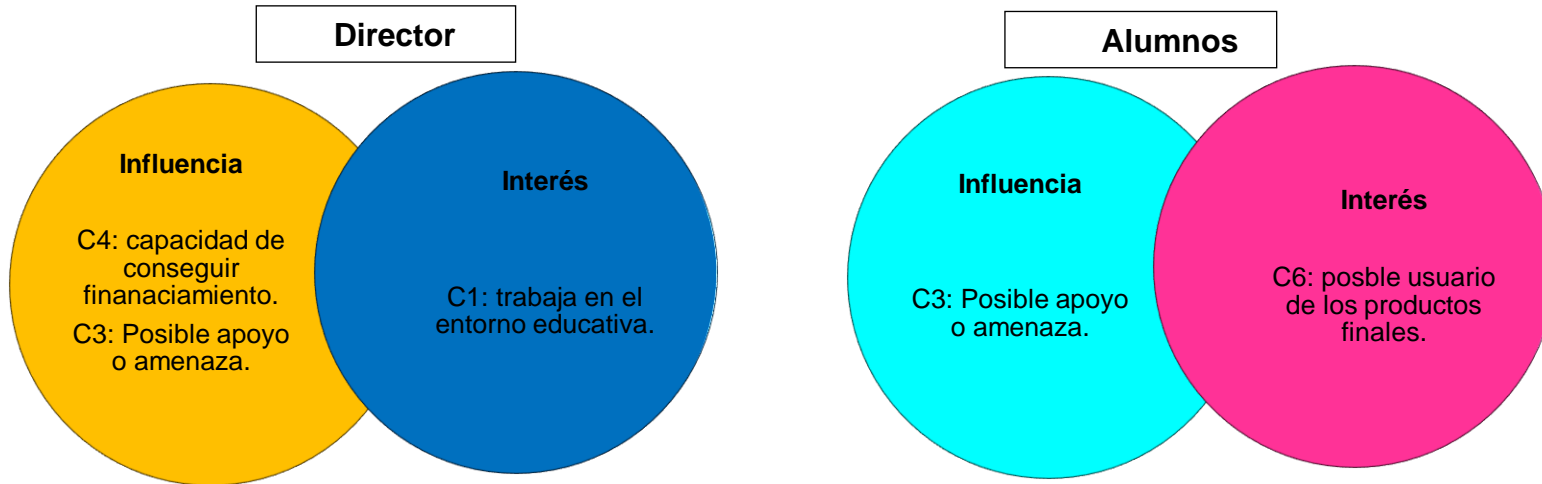 Director
Influencia
C4: capacidad de
conseguir
finanaciamiento.
C3: Posible apoyo
o amenaza.
Interés
C1: trabaja en el
entorno educativa.
Alumnos
Influencia
C3: Posible apoyo
o amenaza.
Interés
C6: posble usuario
de los productos
finales.